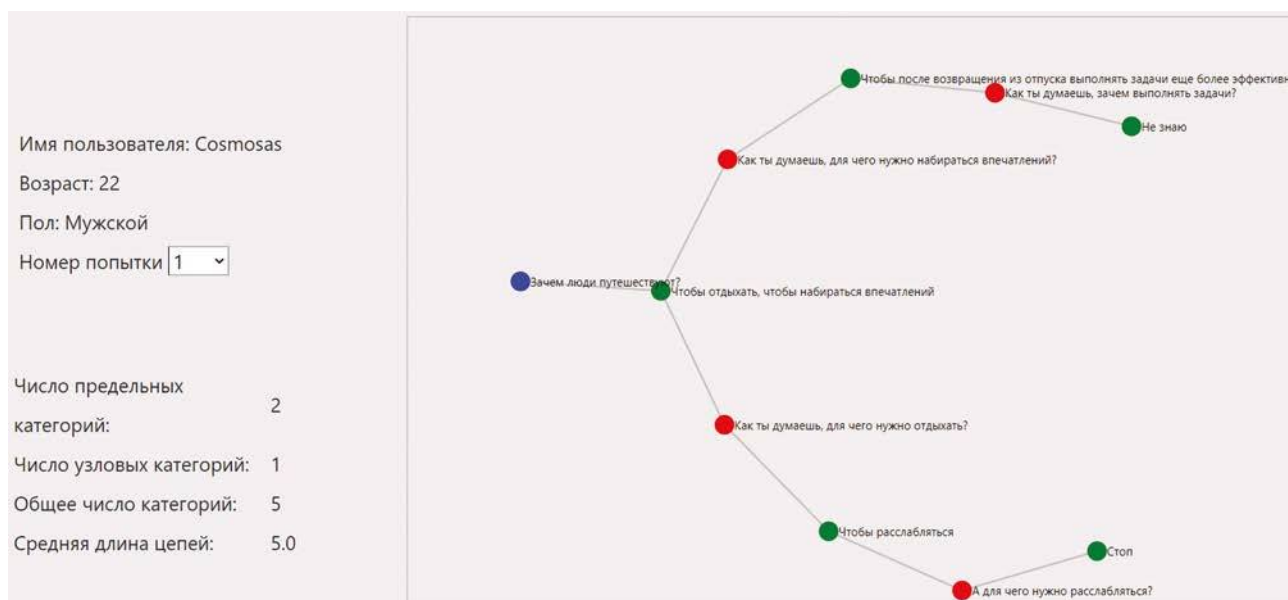 Имя пользователя: Cosmosas
Возраст: 22
Пол: Мужской
Номер попытки 1
Число предельных
категорий:
2
Число узловых категорий: 1
Общее число категорий: 5
Средняя длина цепей: 5.0
Чтобы после возвращения из отпуска выполнять задачи еще более эффективн
Как ты думаешь, зачем выполнять задачи?
Не знаю
Как ты думаешь, для чего нужно набираться впечатлений?
Зачем люди путешествуют?
Чтобы отдыхать, чтобы набираться впечатлений
Как ты думаешь, для чего нужно отдыхать?
Чтобы расслабляться
Стоп
А для чего нужно расслабляться?